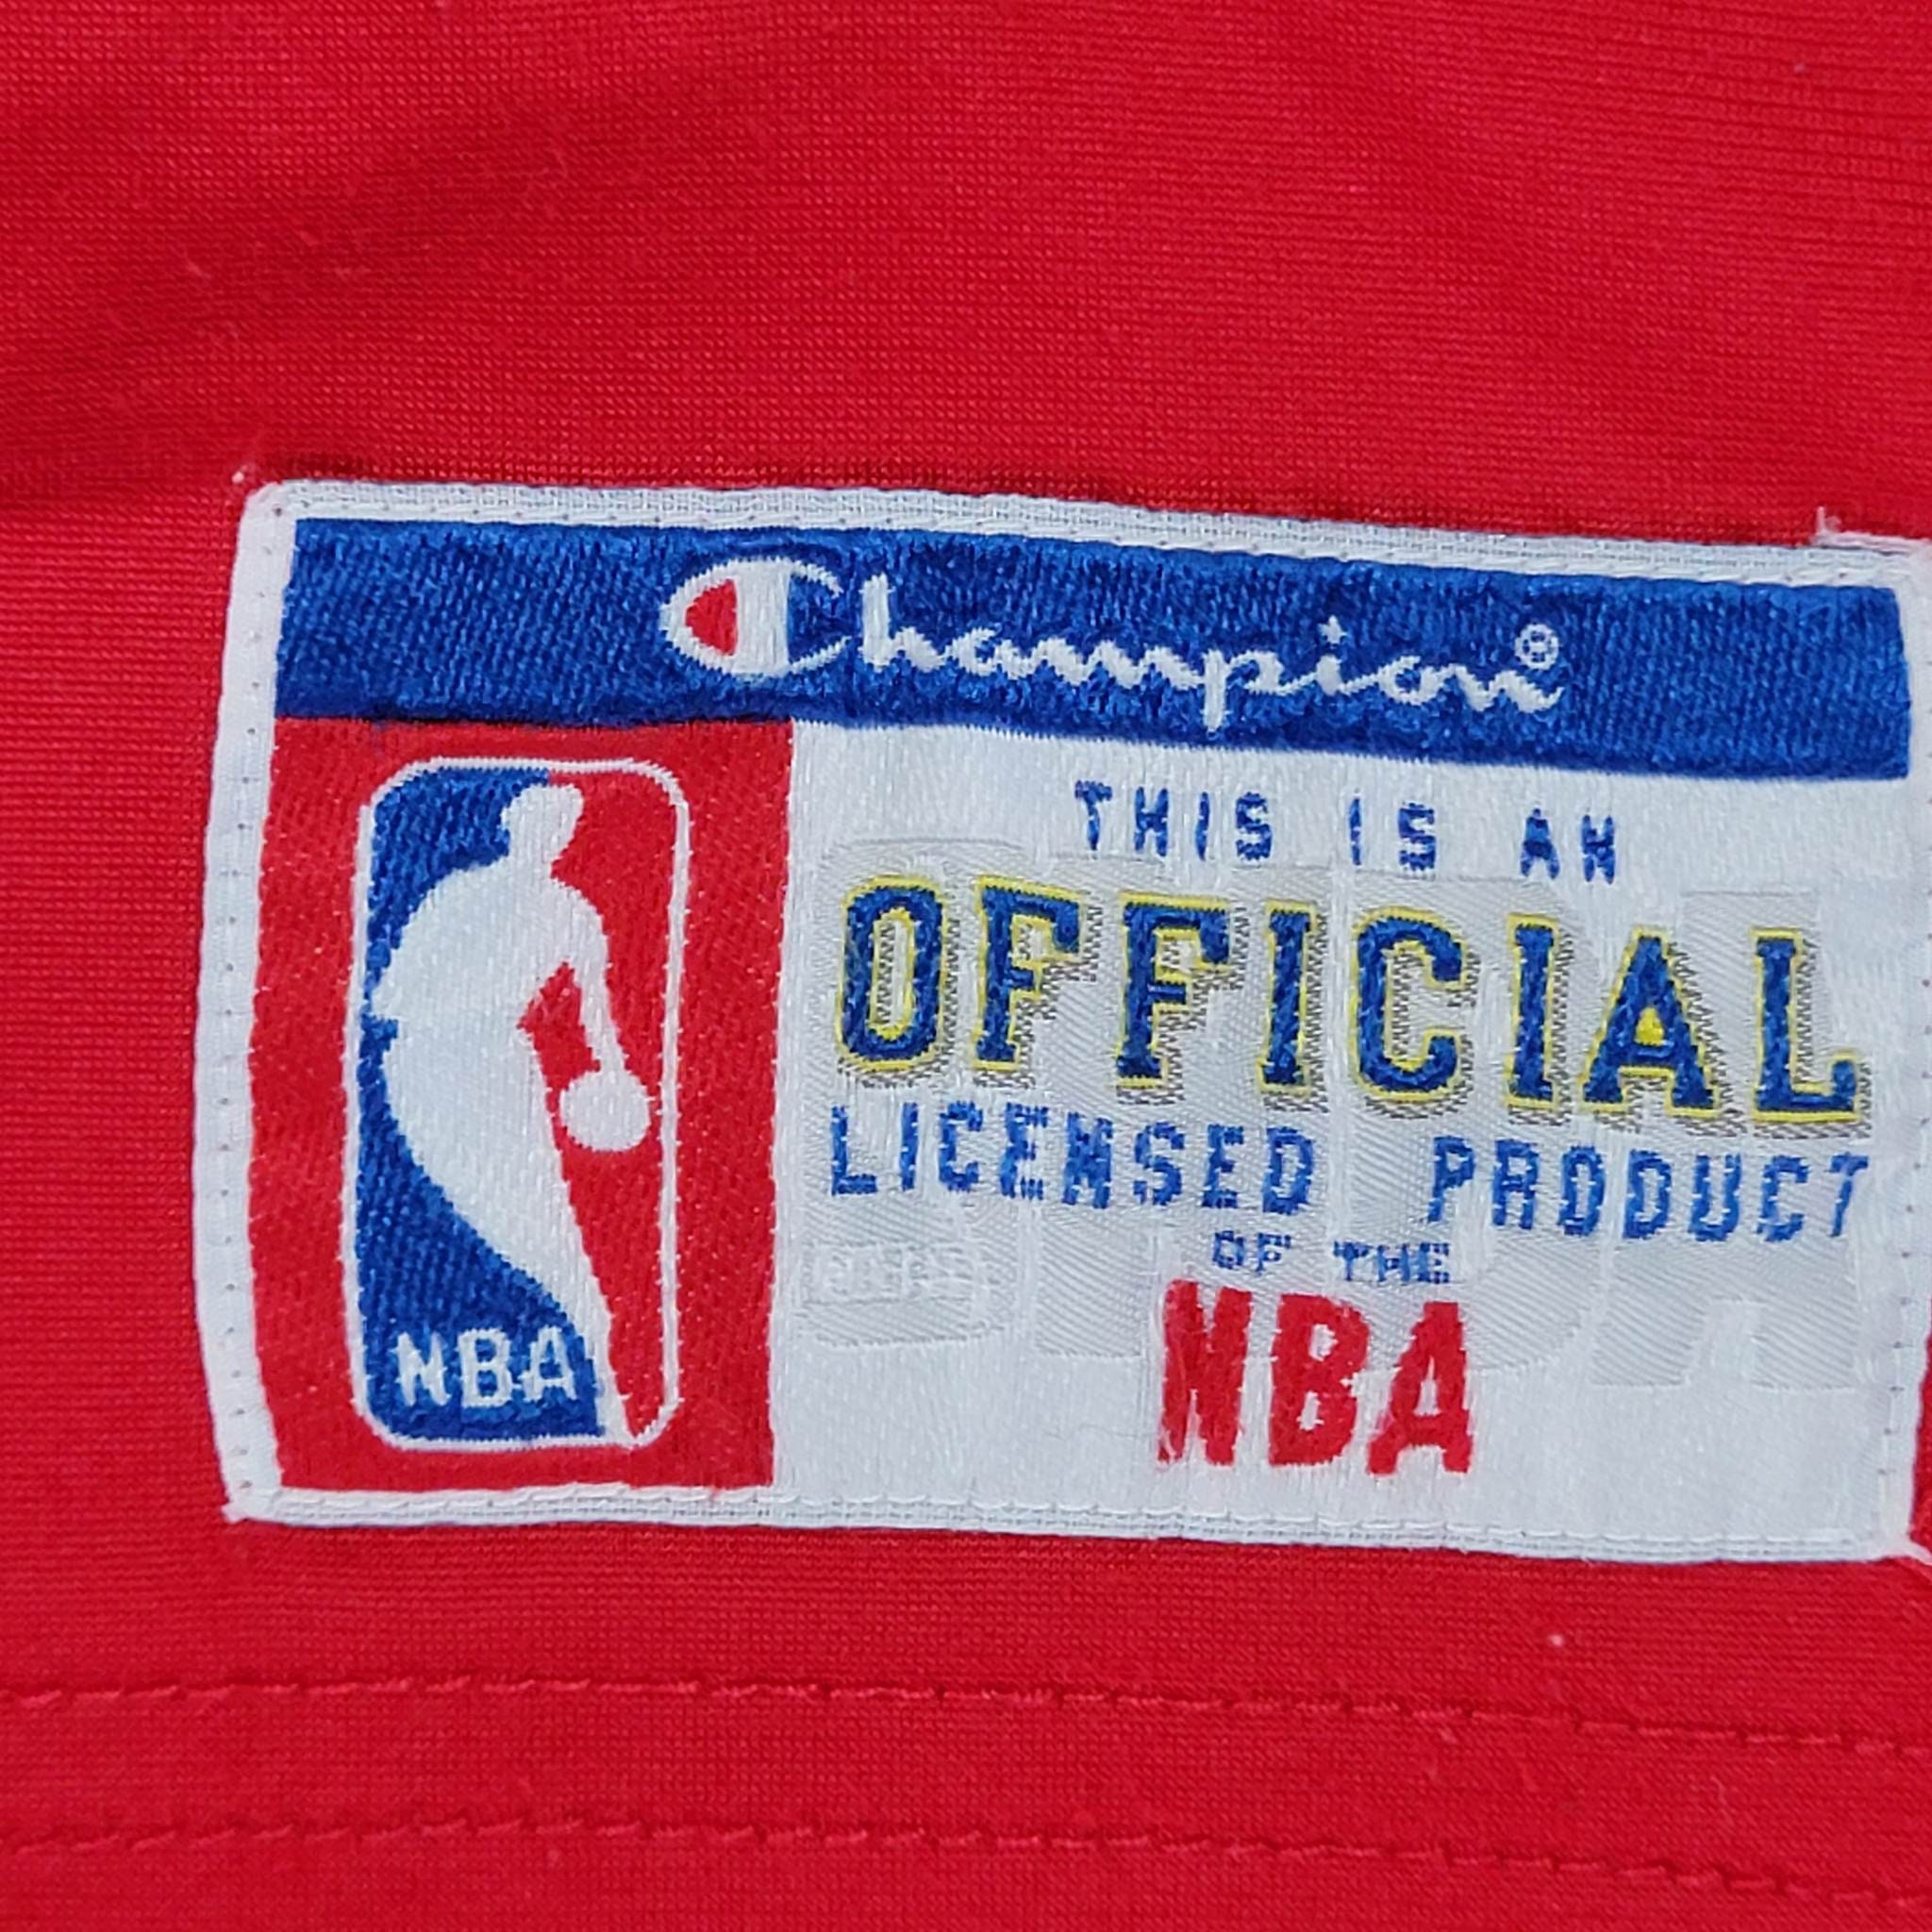 Champion®
NBA
THIS IS AN
OFFICIAL
LICENSED PRODUCT
OF THE
NBA